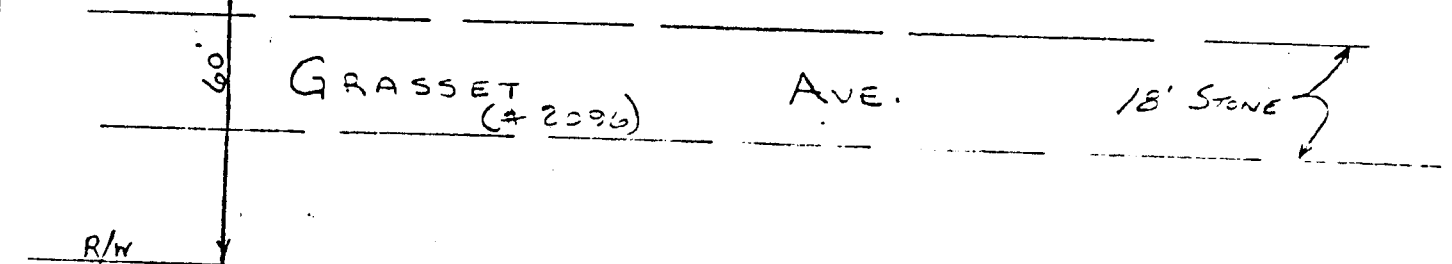 60'
GRASSET AVE.
(# 2096)
18' STONE
R/W